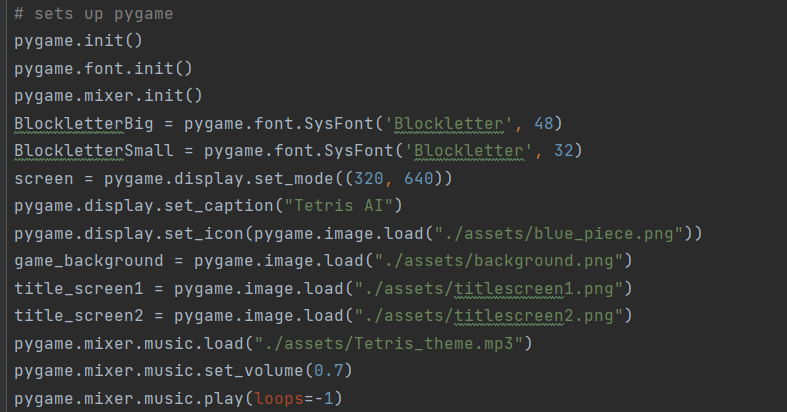 # sets up pygame
pygame.init()
pygame.font.init()
pygame.mixer.init()
BlockletterBig = pygame.font.SysFont('Blockletter', 48)
BlockletterSmall = pygame.font.SysFont('Blockletter', 32)
screen = pygame.display.set_mode((320, 640))
pygame.display.set_caption("Tetris AI")
pygame.display.set_icon(pygame.image.load("./assets/blue_piece.png"))
game_background = pygame.image.load("./assets/background.png")
title_screen1 = pygame.image.load("./assets/titlescreen1.png")
title_screen2 = pygame.image.load("./assets/titlescreen2.png")
pygame.mixer.music.load("./assets/Tetris_theme.mp3")
pygame.mixer.music.set_volume(0.7)
pygame.mixer.music.play(loops=-1)